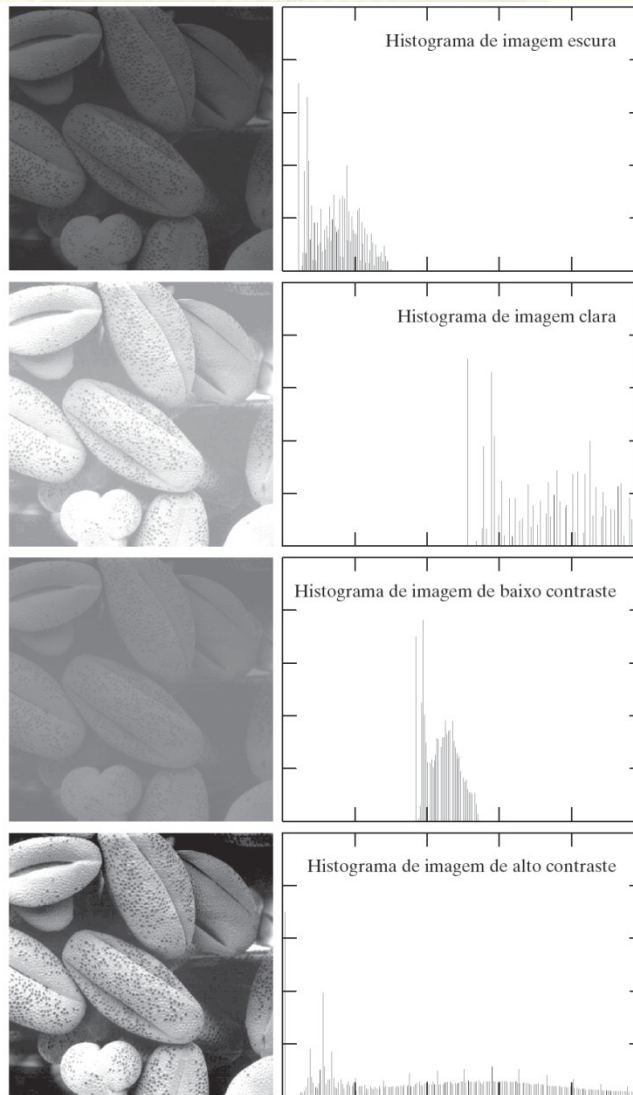 Histograma de imagem escura
Histograma de imagem clara
Histograma de imagem de baixo contraste
Histograma de imagem de alto contraste